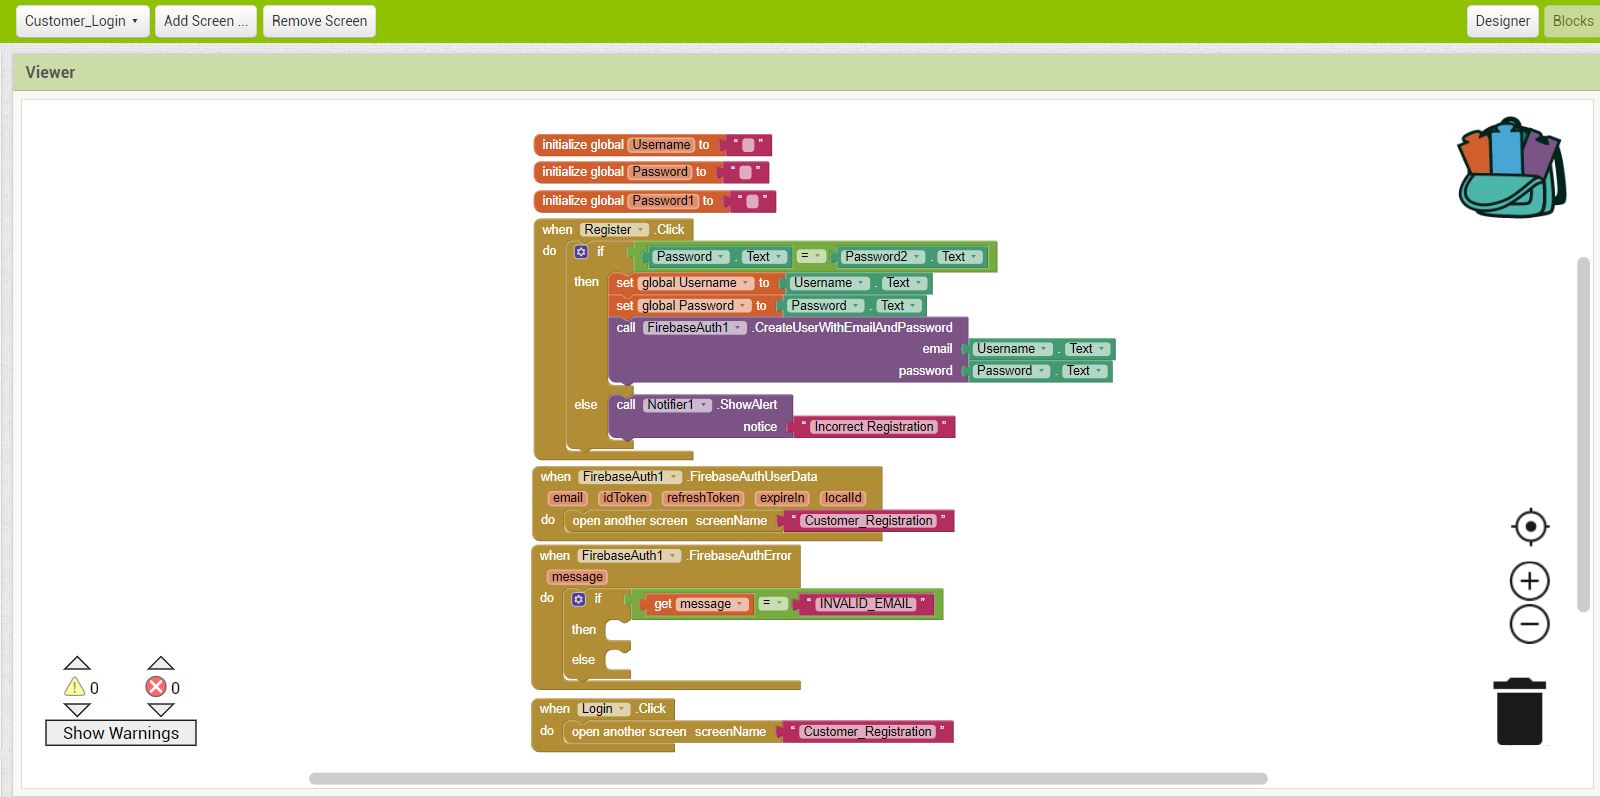 Customer_Login Add Screen ... Remove Screen Designer Blocks
Viewer
initialize global Username to “ ”
initialize global Password to “ ”
initialize global Password1 to “ ”
when Register .Click
do if Password . Text = Password2 . Text
then set global Username to Username . Text
set global Password to Password . Text
call FirebaseAuth1 .CreateUserWithEmailAndPassword
email Username . Text
password Password . Text
else call Notifier1 .ShowAlert
notice “ Incorrect Registration ”
when FirebaseAuth1 .FirebaseAuthUserData
email idToken refreshToken expireIn localId
do open another screen screenName “ Customer_Registration ”
when FirebaseAuth1 .FirebaseAuthError
message
do if get message = “ INVALID_EMAIL ”
then
else
when Login .Click
do open another screen screenName “ Customer_Registration ”
0 0
Show Warnings